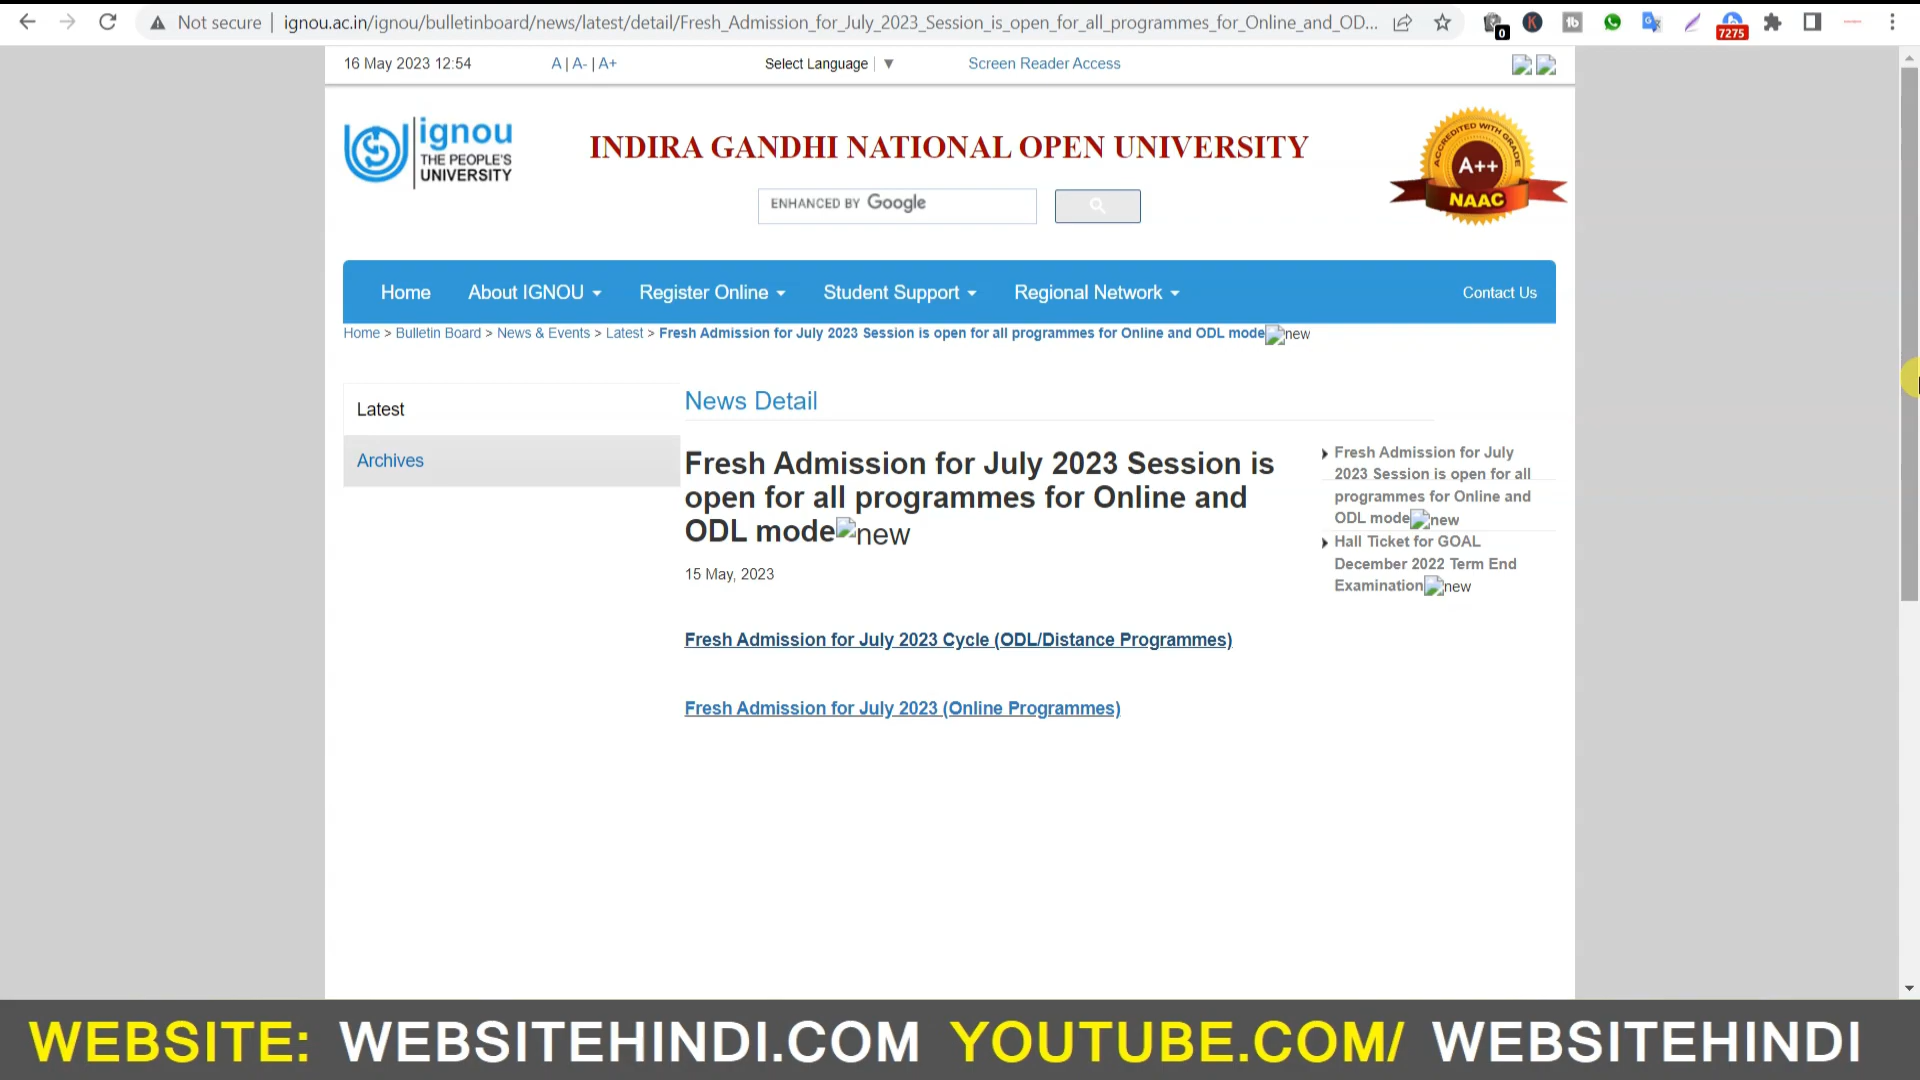 Not secure | ignou.ac.in/ignou/bulletinboard/news/latest/detail/Fresh_Admission_for_July_2023_Session_is_open_for_all_programmes_for_Online_and_OD...
0
K
tb
7275
16 May 2023 12:54
A | A- | A+
Select Language ▼
Screen Reader Access
ignou
THE PEOPLE'S
UNIVERSITY
INDIRA GANDHI NATIONAL OPEN UNIVERSITY
ENHANCED BY Google
ACCREDITED WITH GRADE
A++
NAAC
Home
About IGNOU
Register Online
Student Support
Regional Network
Contact Us
Home > Bulletin Board > News & Events > Latest > Fresh Admission for July 2023 Session is open for all programmes for Online and ODL mode new
Latest
Archives
News Detail
Fresh Admission for July 2023 Session is
open for all programmes for Online and
ODL mode new
15 May, 2023
Fresh Admission for July 2023 Cycle (ODL/Distance Programmes)
Fresh Admission for July 2023 (Online Programmes)
Fresh Admission for July
2023 Session is open for all
programmes for Online and
ODL mode new
Hall Ticket for GOAL
December 2022 Term End
Examination new
WEBSITE: WEBSITEHINDI.COM YOUTUBE.COM/ WEBSITEHINDI